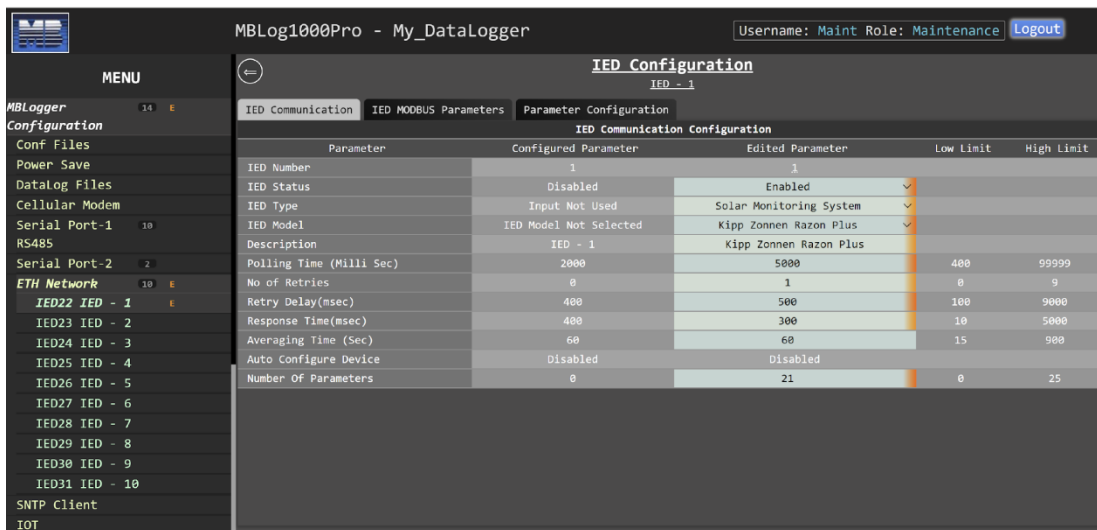 MB
MBLog1000Pro - My_DataLogger
Username: Maint Role: Maintenance
Logout
MENU
MBLogger 14 E
Configuration
Conf Files
Power Save
DataLog Files
Cellular Modem
Serial Port-1 10
RS485
Serial Port-2 2
ETH Network 10 E
IED22 IED - 1 E
IED23 IED - 2
IED24 IED - 3
IED25 IED - 4
IED26 IED - 5
IED27 IED - 6
IED28 IED - 7
IED29 IED - 8
IED30 IED - 9
IED31 IED - 10
SNTP Client
IOT
IED Configuration
IED - 1
IED Communication IED MODBUS Parameters Parameter Configuration
IED Communication Configuration
Parameter Configured Parameter Edited Parameter Low Limit High Limit
IED Number 1 1
IED Status Disabled Enabled
IED Type Input Not Used Solar Monitoring System
IED Model IED Model Not Selected Kipp Zonnen Razon Plus
Description IED - 1 Kipp Zonnen Razon Plus
Polling Time (Milli Sec) 2000 5000 400 99999
No of Retries 0 1 0 9
Retry Delay(msec) 400 500 100 9000
Response Time(msec) 400 300 10 5000
Averaging Time (Sec) 60 60 15 900
Auto Configure Device Disabled Disabled
Number Of Parameters 0 21 0 25